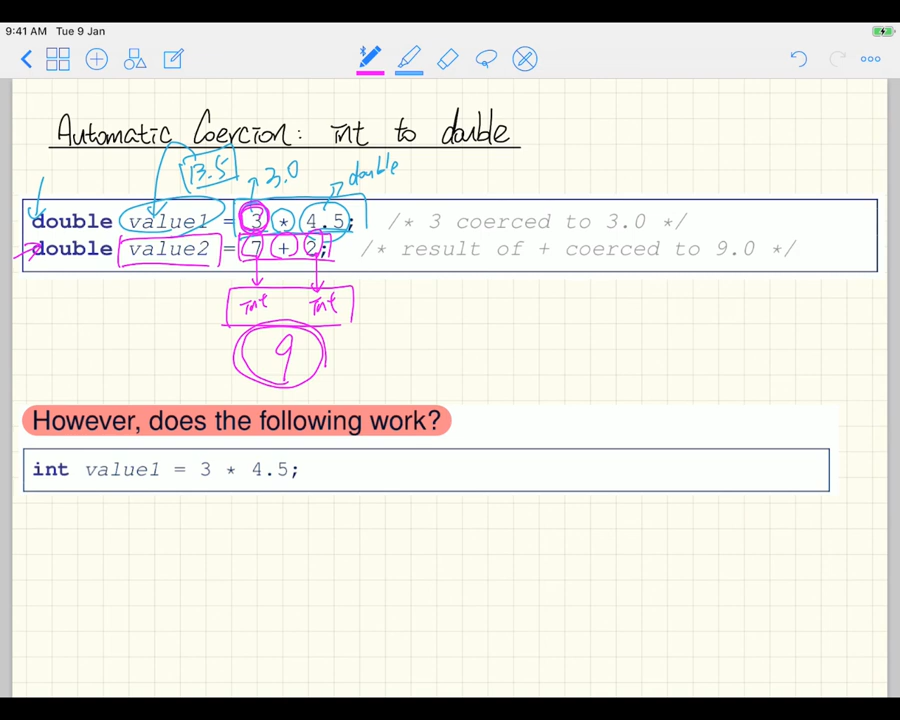 9:41 AM Tue 9 Jan
Automatic Coercion: int to double
13.5
3.0
double
double value1 = 3 * 4.5; /* 3 coerced to 3.0 */
double value2 = 7 + 2; /* result of + coerced to 9.0 */
int int
9
However, does the following work?
int value1 = 3 * 4.5;